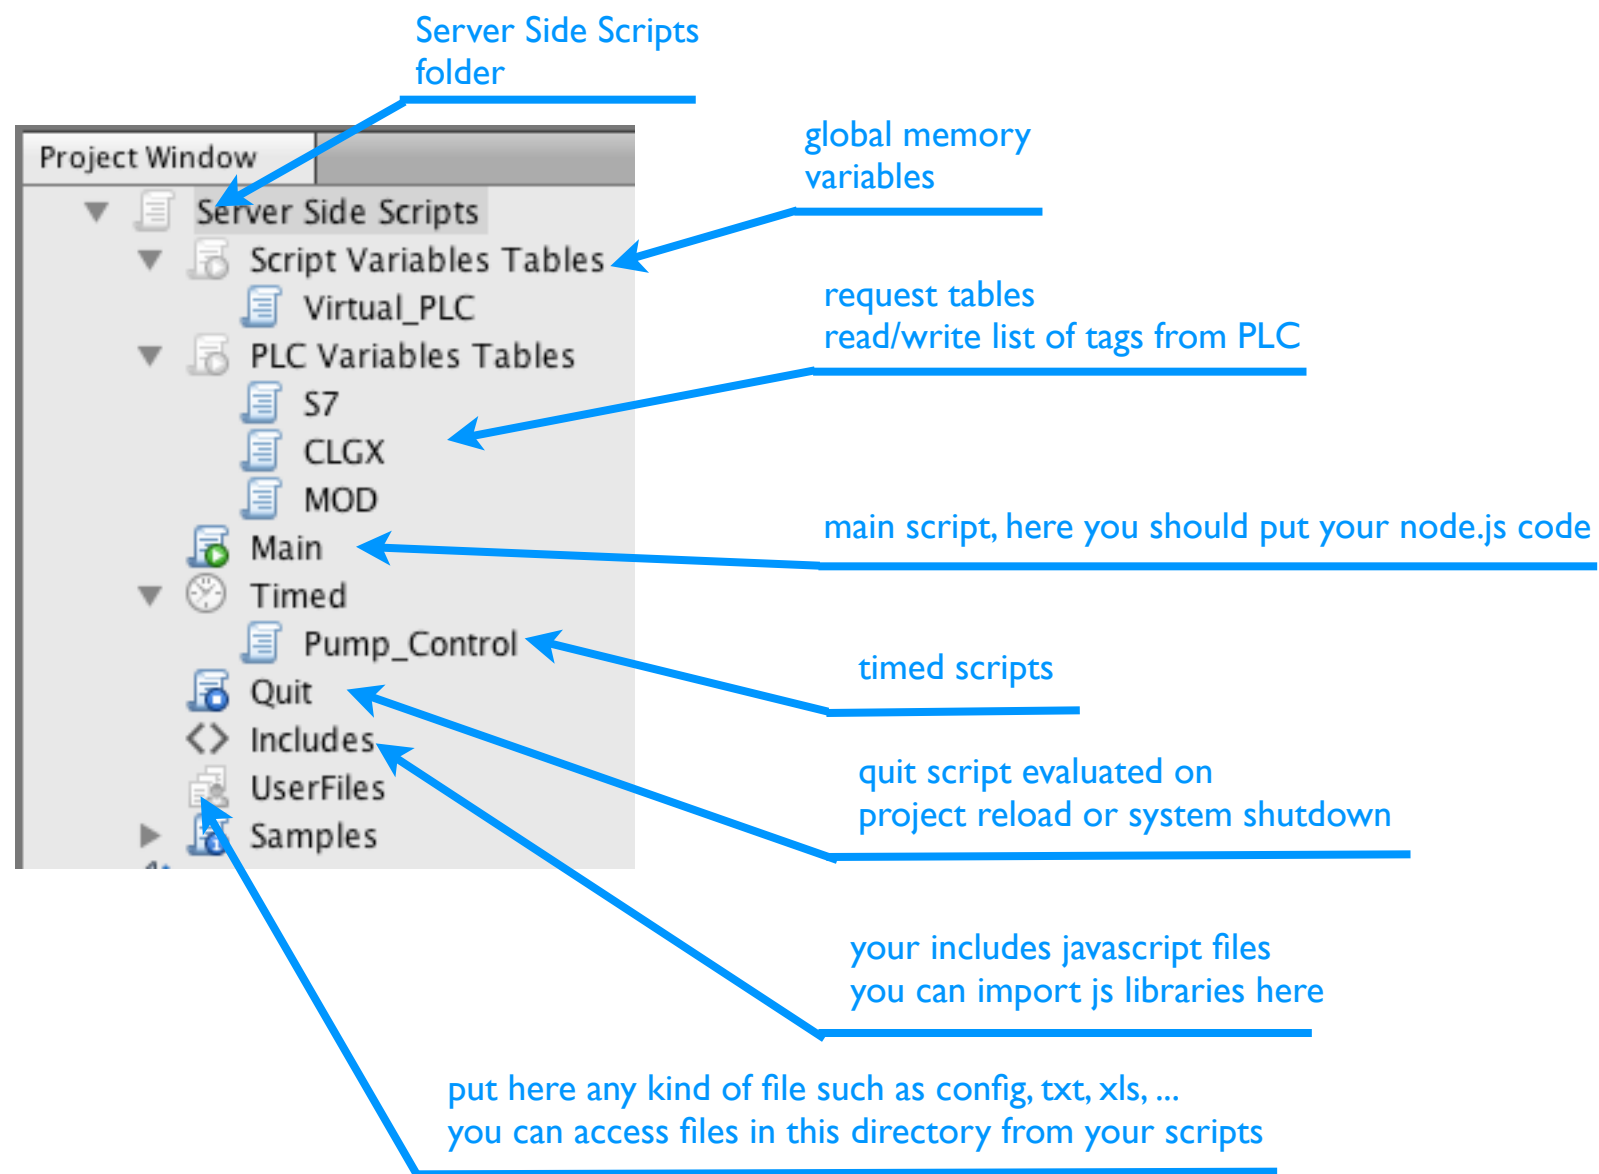 Server Side Scripts
folder
Project Window
global memory
variables
Server Side Scripts
Script Variables Tables
Virtual_PLC
request tables
read/write list of tags from PLC
PLC Variables Tables
S7
CLGX
MOD
main script, here you should put your node.js code
Main
Timed
Pump_Control
timed scripts
Quit
quit script evaluated on
project reload or system shutdown
Includes
UserFiles
Samples
your includes javascript files
you can import js libraries here
put here any kind of file such as config, txt, xls, ...
you can access files in this directory from your scripts